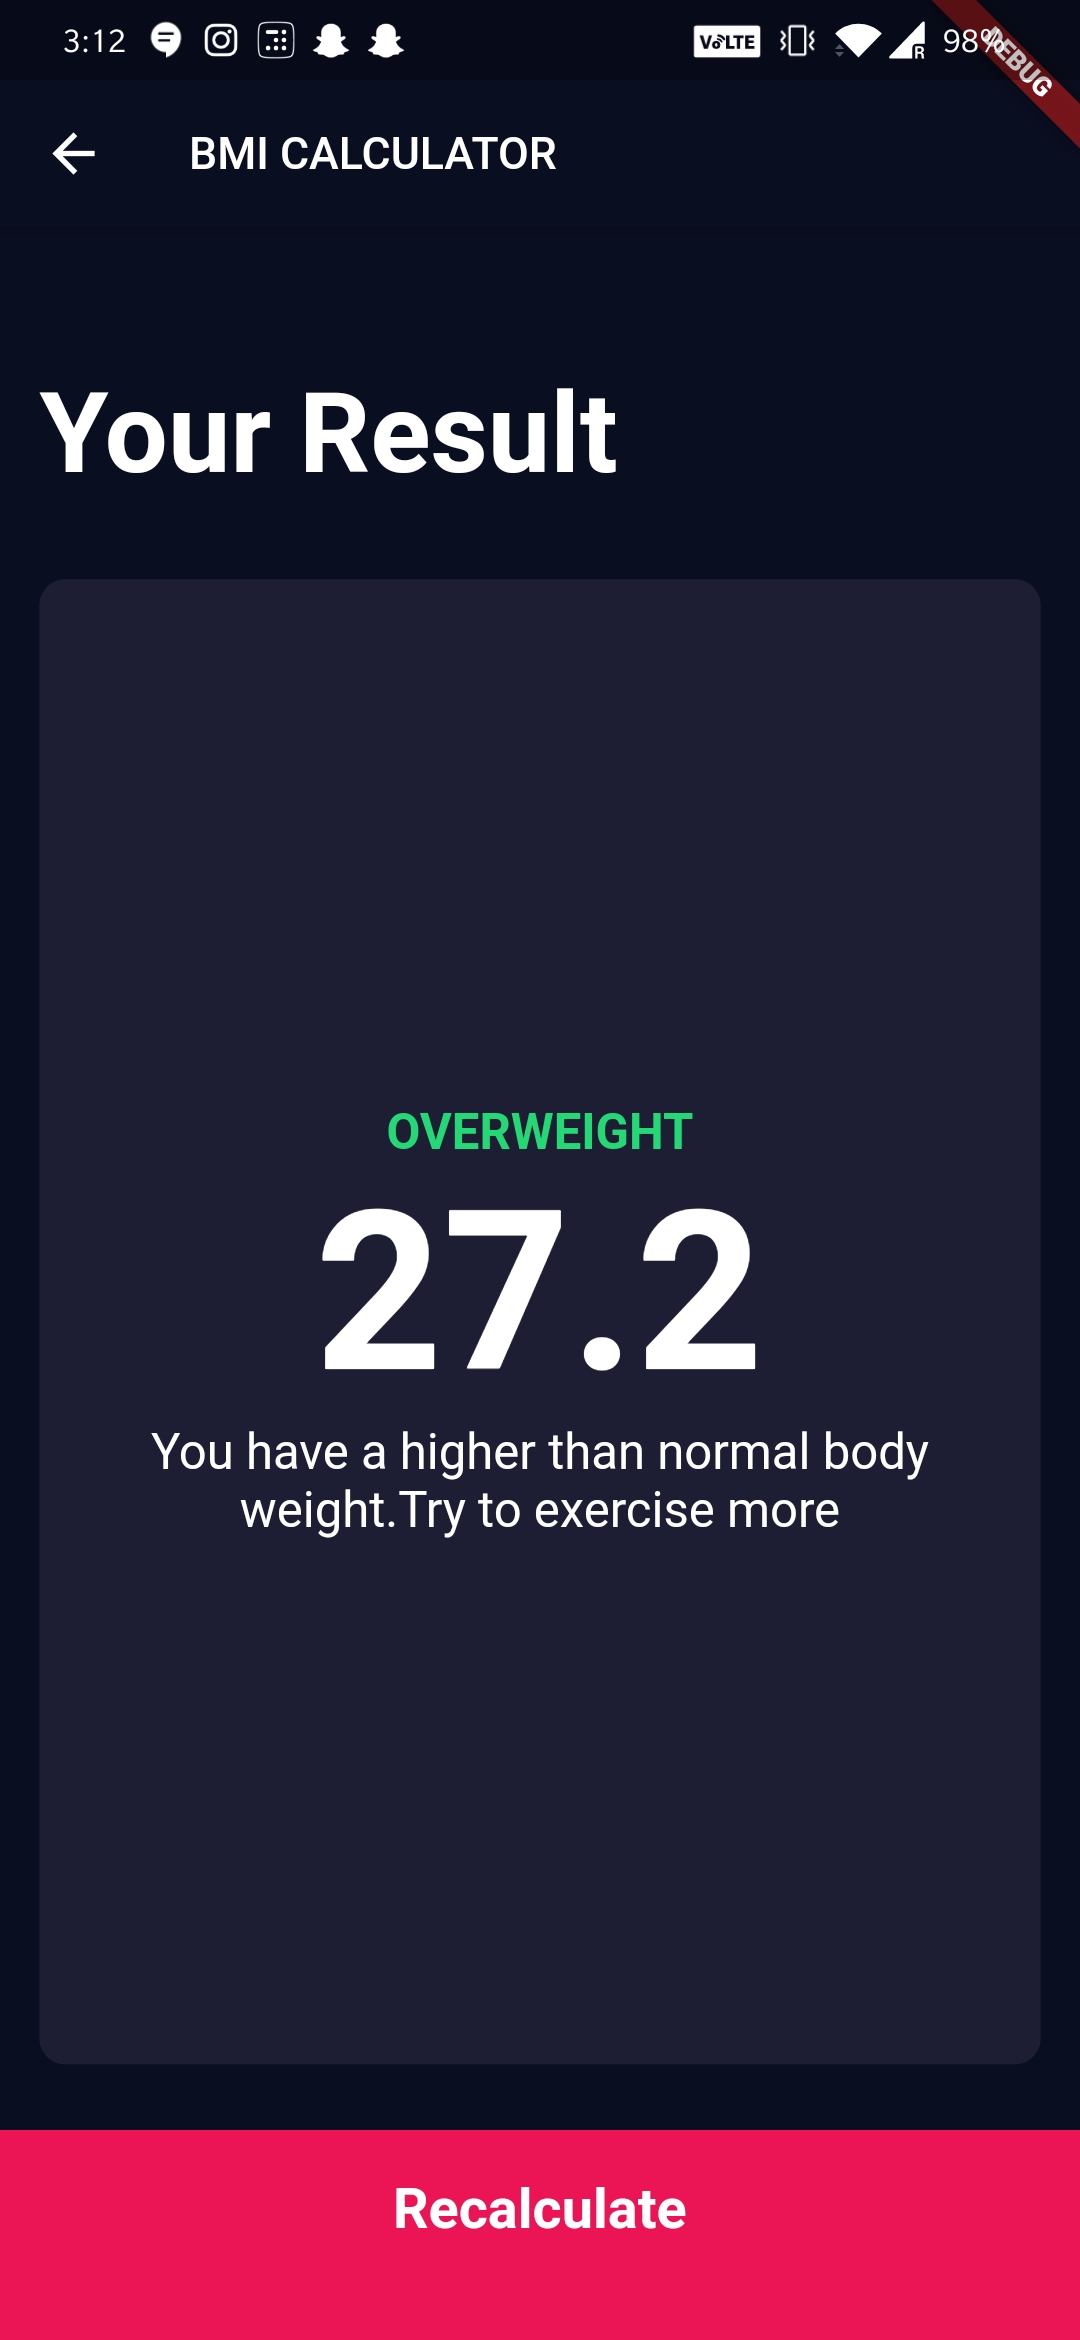 3:12
VoLTE
R
98%
DEBUG
BMI CALCULATOR
Your Result
OVERWEIGHT
27.2
You have a higher than normal body
weight.Try to exercise more
Recalculate